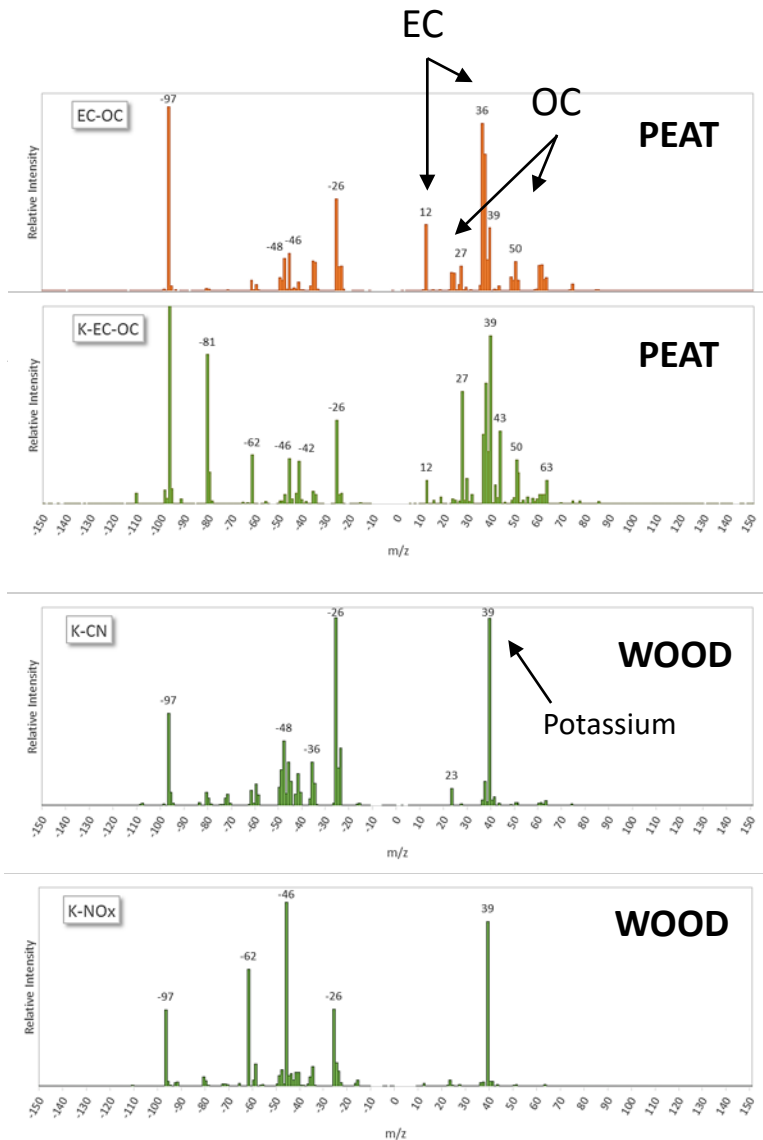 EC
OC
EC-OC
PEAT
Relative Intensity
-97 -48 -46 -26 12 27 36 39 50
K-EC-OC
PEAT
Relative Intensity
-81 -62 -46 -42 -26 12 27 39 43 50 63
-150 -140 -130 -120 -110 -100 -90 -80 -70 -60 -50 -40 -30 -20 -10 0 10 20 30 40 50 60 70 80 90 100 110 120 130 140 150
m/z
K-CN
WOOD
Relative Intensity
-97 -48 -36 -26 23 39
Potassium
-150 -140 -130 -120 -110 -100 -90 -80 -70 -60 -50 -40 -30 -20 -10 0 10 20 30 40 50 60 70 80 90 100 110 120 130 140 150
m/z
K-NOx
WOOD
Relative Intensity
-97 -62 -46 -26 39
-150 -140 -130 -120 -110 -100 -90 -80 -70 -60 -50 -40 -30 -20 -10 0 10 20 30 40 50 60 70 80 90 100 110 120 130 140 150
m/z